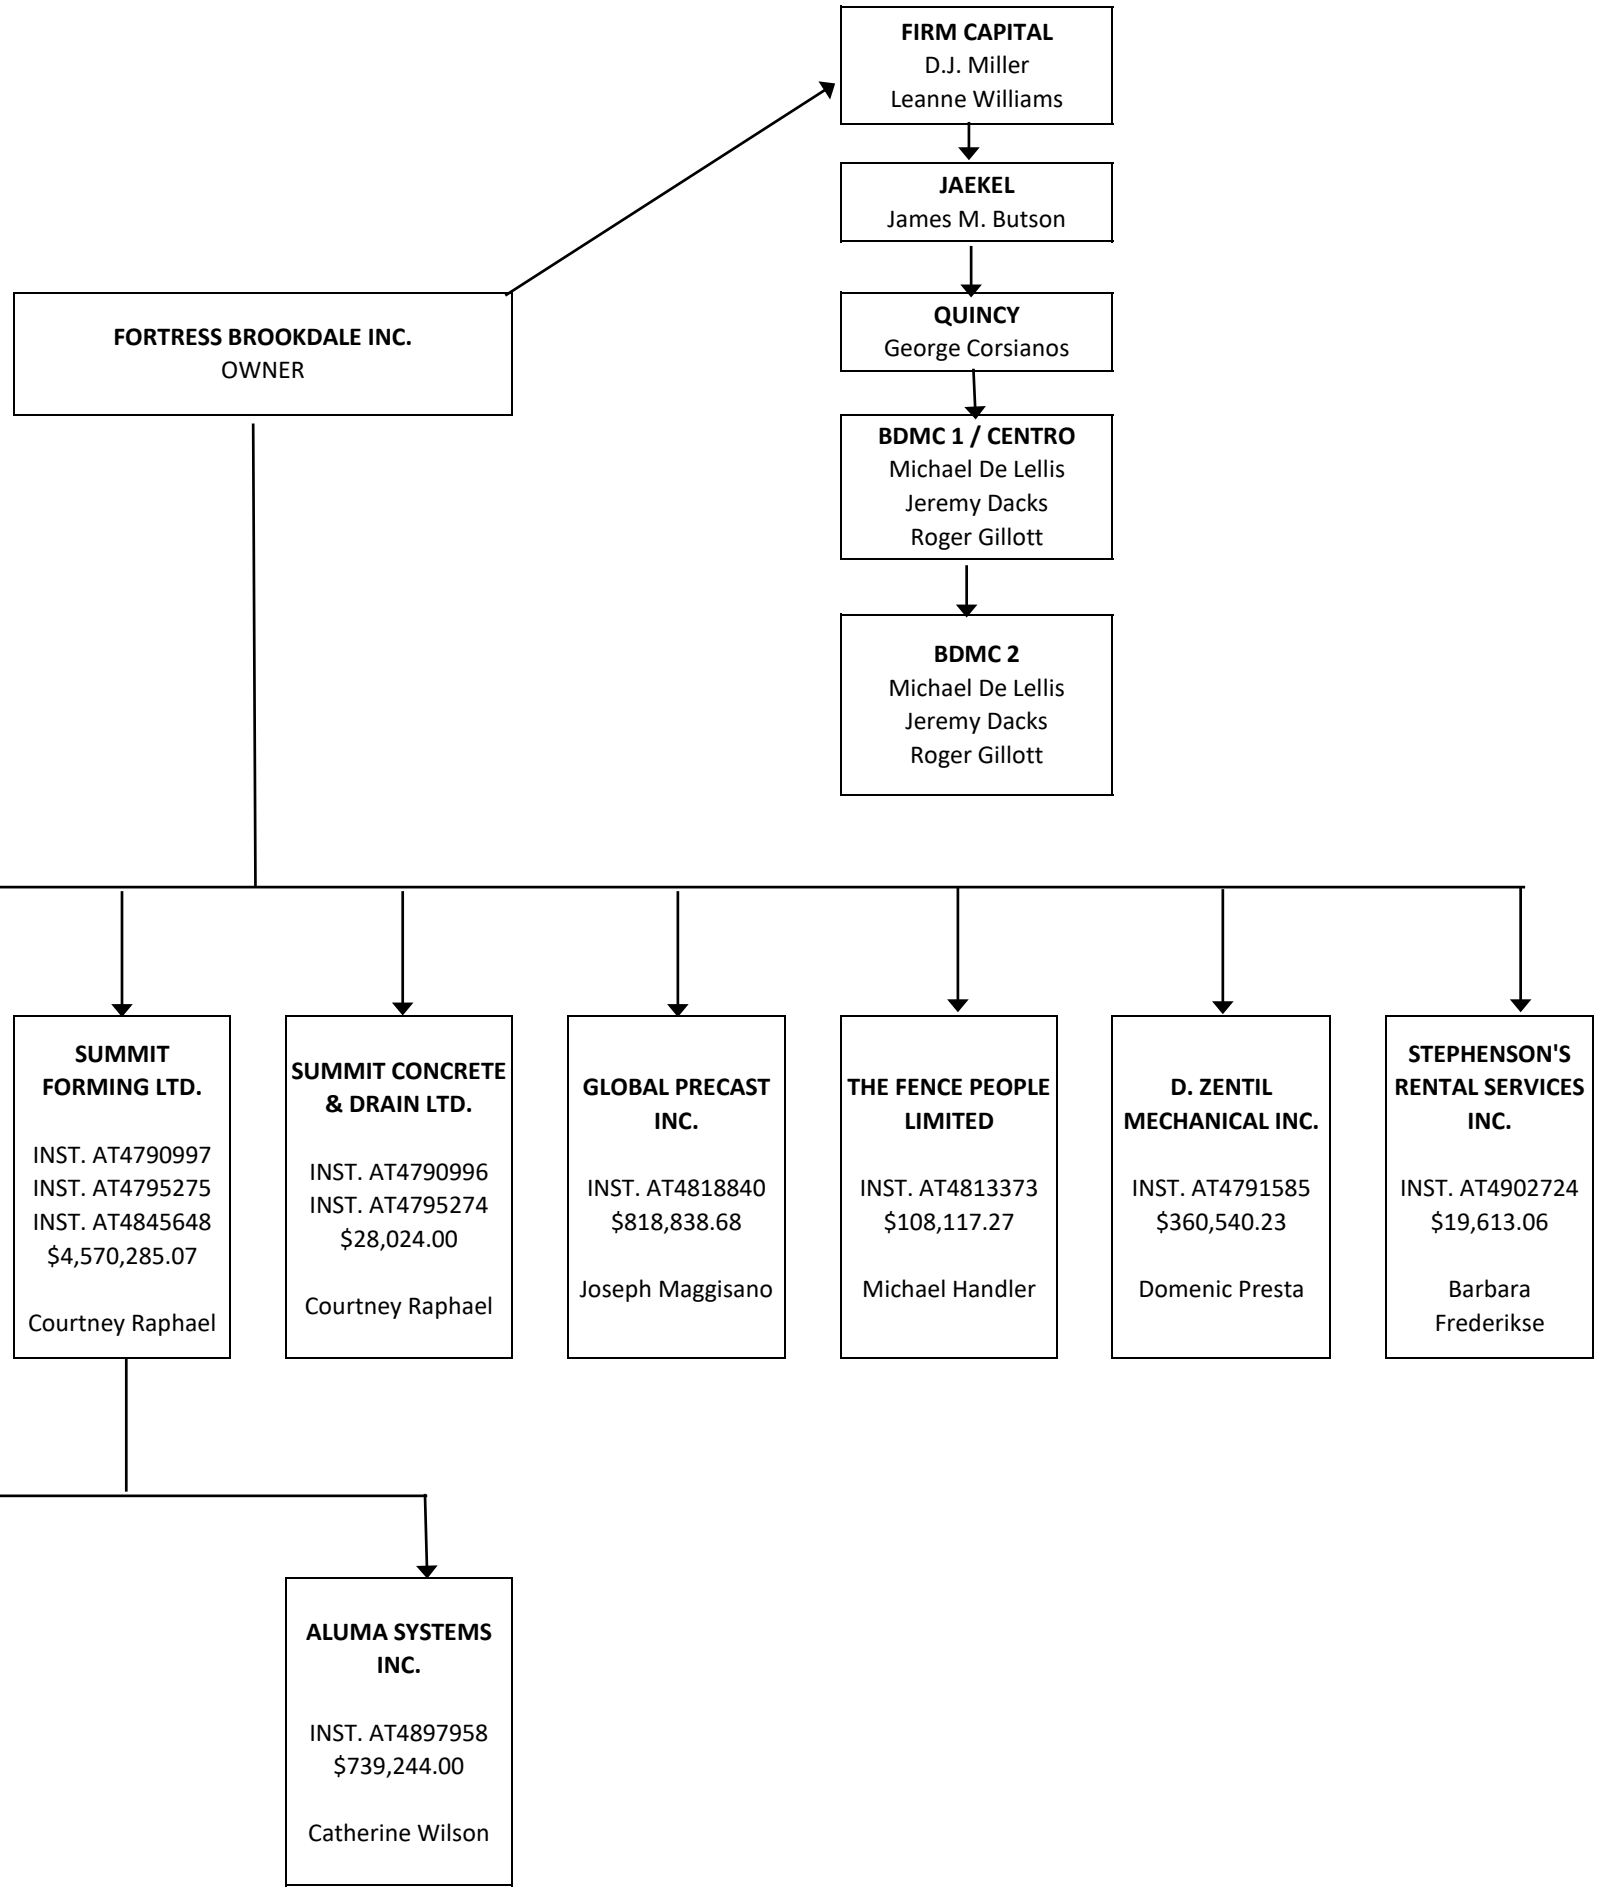 FIRM CAPITAL
D.J. Miller
Leanne Williams
JAEKEL
James M. Butson
QUINCY
George Corsianos
FORTRESS BROOKDALE INC.
OWNER
BDMC 1 / CENTRO
Michael De Lellis
Jeremy Dacks
Roger Gillott
BDMC 2
Michael De Lellis
Jeremy Dacks
Roger Gillott
SUMMIT
FORMING LTD.
INST. AT4790997
INST. AT4795275
INST. AT4845648
$4,570,285.07
Courtney Raphael
SUMMIT CONCRETE
& DRAIN LTD.
INST. AT4790996
INST. AT4795274
$28,024.00
Courtney Raphael
GLOBAL PRECAST
INC.
INST. AT4818840
$818,838.68
Joseph Maggisano
THE FENCE PEOPLE
LIMITED
INST. AT4813373
$108,117.27
Michael Handler
D. ZENTIL
MECHANICAL INC.
INST. AT4791585
$360,540.23
Domenic Presta
STEPHENSON'S
RENTAL SERVICES
INC.
INST. AT4902724
$19,613.06
Barbara
Frederikse
ALUMA SYSTEMS
INC.
INST. AT4897958
$739,244.00
Catherine Wilson